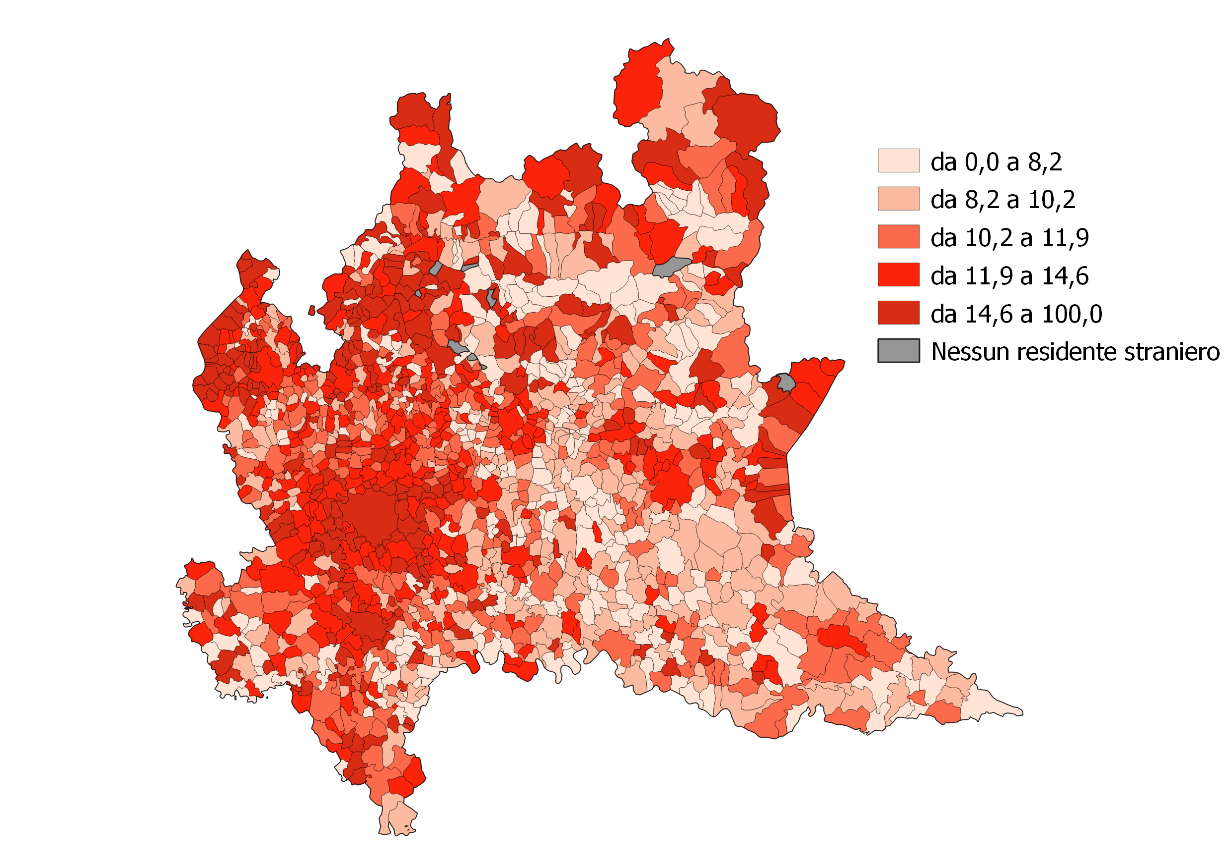 da 0,0 a 8,2
da 8,2 a 10,2
da 10,2 a 11,9
da 11,9 a 14,6
da 14,6 a 100,0
Nessun residente straniero